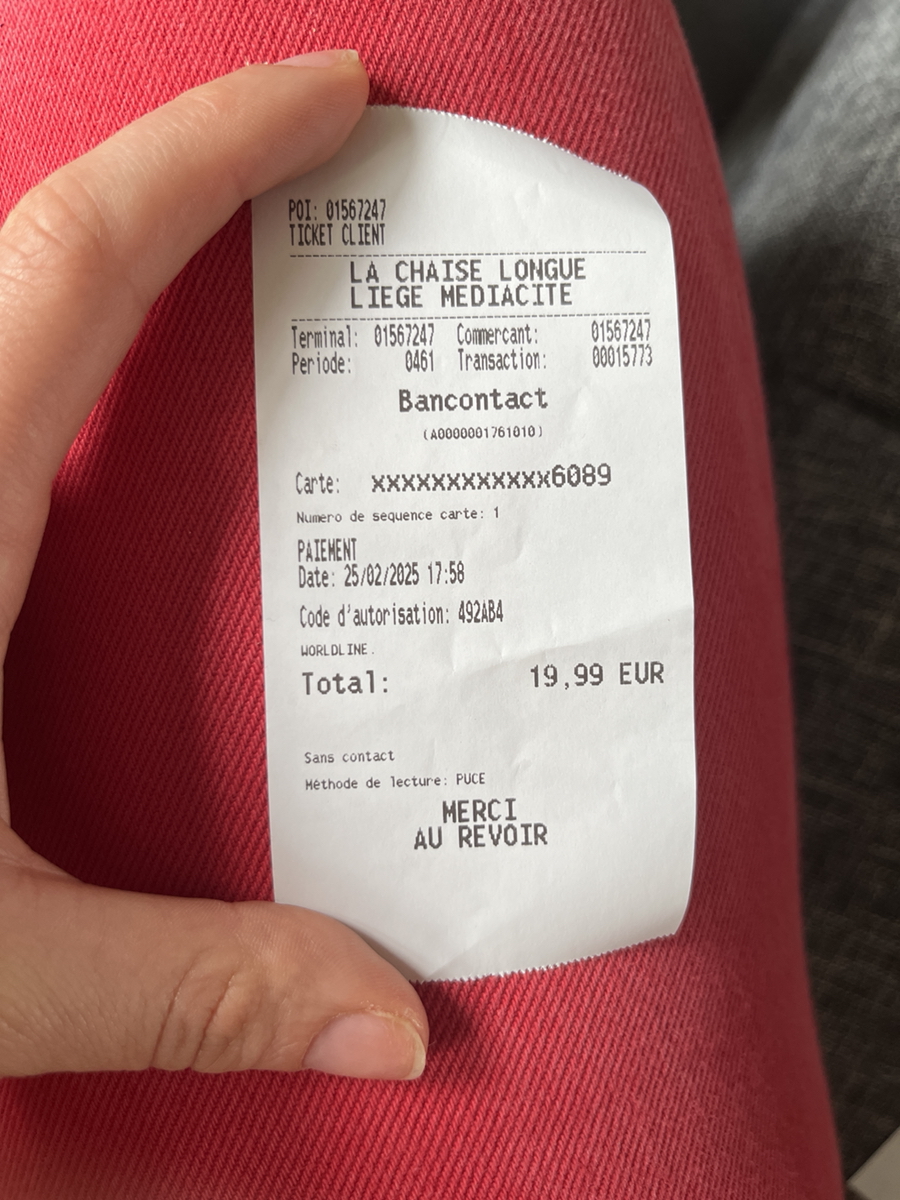 POI: 01567247
TICKET CLIENT
LA CHAISE LONGUE
LIEGE MEDIACITE
Terminal: 01567247 Commercant: 01567247
Periode: 0461 Transaction: 00015773
Bancontact
(A0000001761010)
Carte: xxxxxxxxxxxxx6089
Numero de sequence carte: 1
PAIEMENT
Date: 25/02/2025 17:58
Code d'autorisation: 492AB4
WORLDLINE.
Total: 19,99 EUR
Sans contact
Méthode de lecture: PUCE
MERCI
AU REVOIR